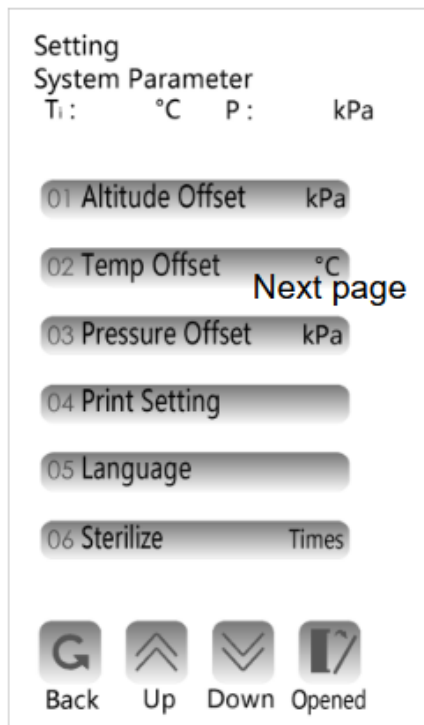 Setting
System Parameter
Ti : °C P : kPa
01 Altitude Offset kPa
02 Temp Offset °C
Next page
03 Pressure Offset kPa
04 Print Setting
05 Language
06 Sterilize Times
Back Up Down Opened